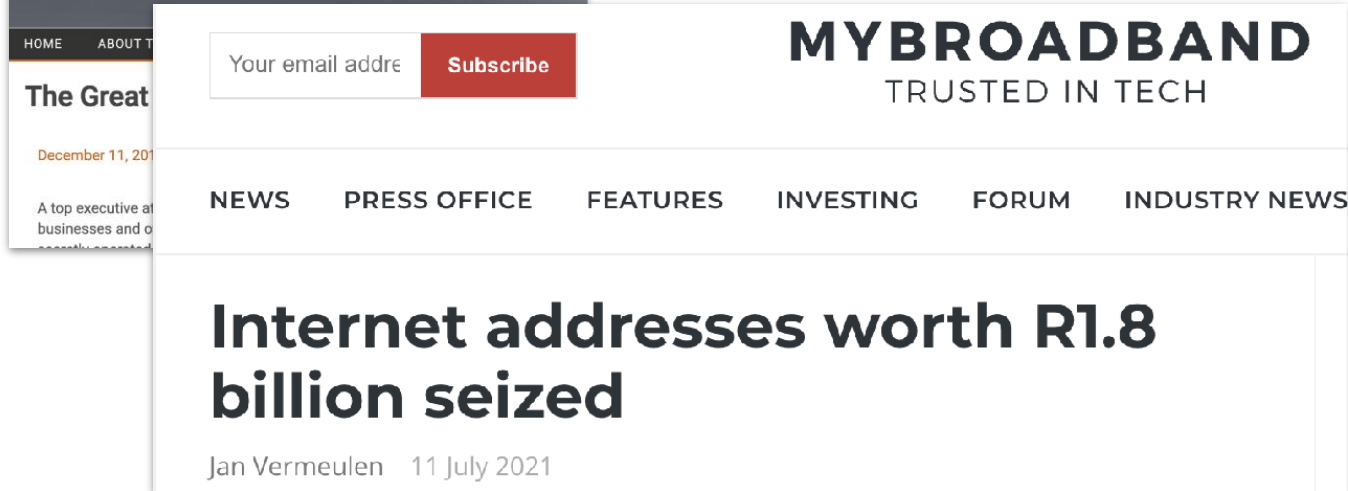 HOME ABOUT T
The Great
December 11, 201
A top executive at
businesses and o
Your email addre Subscribe
MYBROADBAND
TRUSTED IN TECH
NEWS PRESS OFFICE FEATURES INVESTING FORUM INDUSTRY NEWS
Internet addresses worth R1.8
billion seized
Jan Vermeulen 11 July 2021